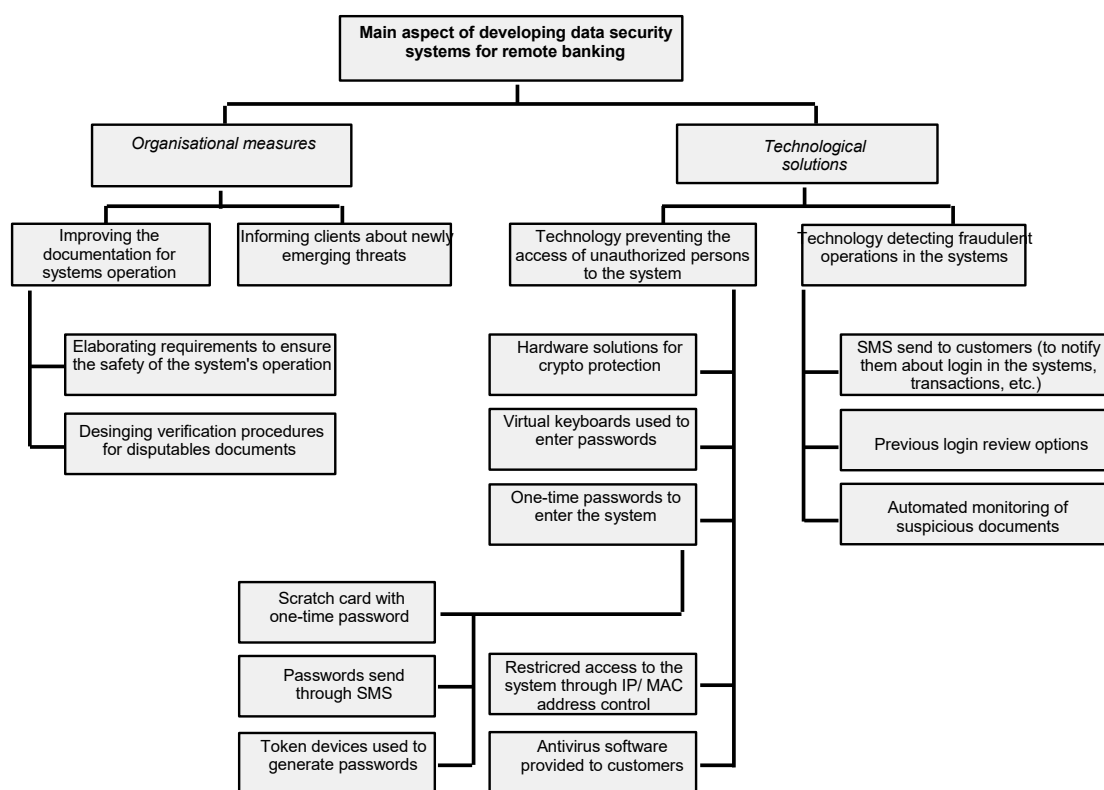 Main aspect of developing data security
systems for remote banking
Organisational measures
Technological
solutions
Improving the
documentation for
systems operation
Informing clients about newly
emerging threats
Technology preventing the
access of unauthorized persons
to the system
Technology detecting fraudulent
operations in the systems
Elaborating requirements to ensure
the safety of the system's operation
Desinging verification procedures
for disputables documents
Hardware solutions for
crypto protection
Virtual keyboards used to
enter passwords
One-time passwords to
enter the system
SMS send to customers (to notify
them about login in the systems,
transactions, etc.)
Previous login review options
Automated monitoring of
suspicious documents
Scratch card with
one-time password
Passwords send
through SMS
Token devices used to
generate passwords
Restricred access to the
system through IP/ MAC
address control
Antivirus software
provided to customers